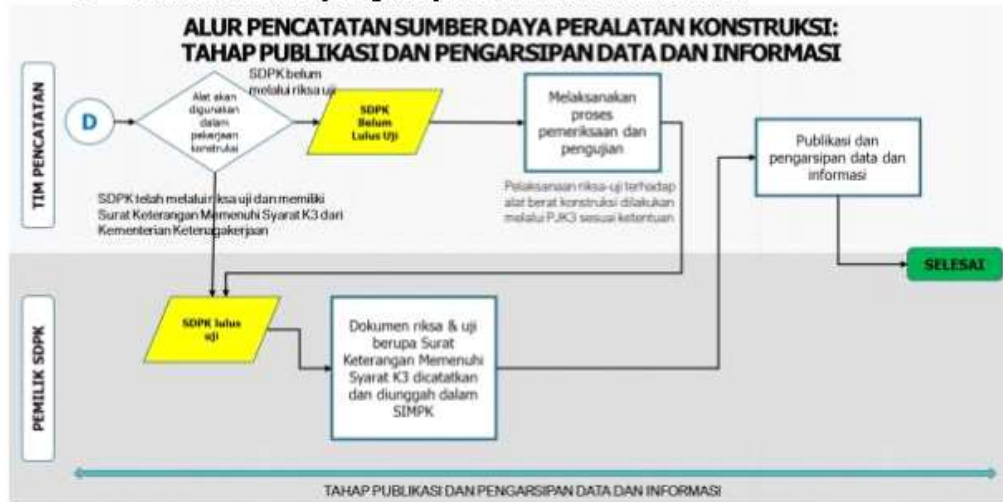 ALUR PENCATATAN SUMBER DAYA PERALATAN KONSTRUKSI:
TAHAP PUBLIKASI DAN PENGARSIPAN DATA DAN INFORMASI
TIM PENCATATAN
D
Alat akan
digunakan
dalam
pekerjaan
konstruksi
SDPK belum
melalui riksa uji
SDPK
Belum
Lulus Uji
Melaksanakan
proses
pemeriksaan dan
pengujian
Pelaksanaan riksa-uji terhadap
alat berat konstruksi dilakukan
melalui PJK3 sesuai ketentuan
Publikasi dan
pengarsipan data dan
informasi
SDPK telah melalui riksa uji dan memiliki
Surat Keterangan Memenuhi Syarat K3 dari
Kementerian Ketenagakerjaan
SELESAI
PEMILIK SDPK
SDPK lulus
uji
Dokumen riksa & uji
berupa Surat
Keterangan Memenuhi
Syarat K3 dicatatkan
dan diunggah dalam
SIMPK
TAHAP PUBLIKASI DAN PENGARSIPAN DATA DAN INFORMASI